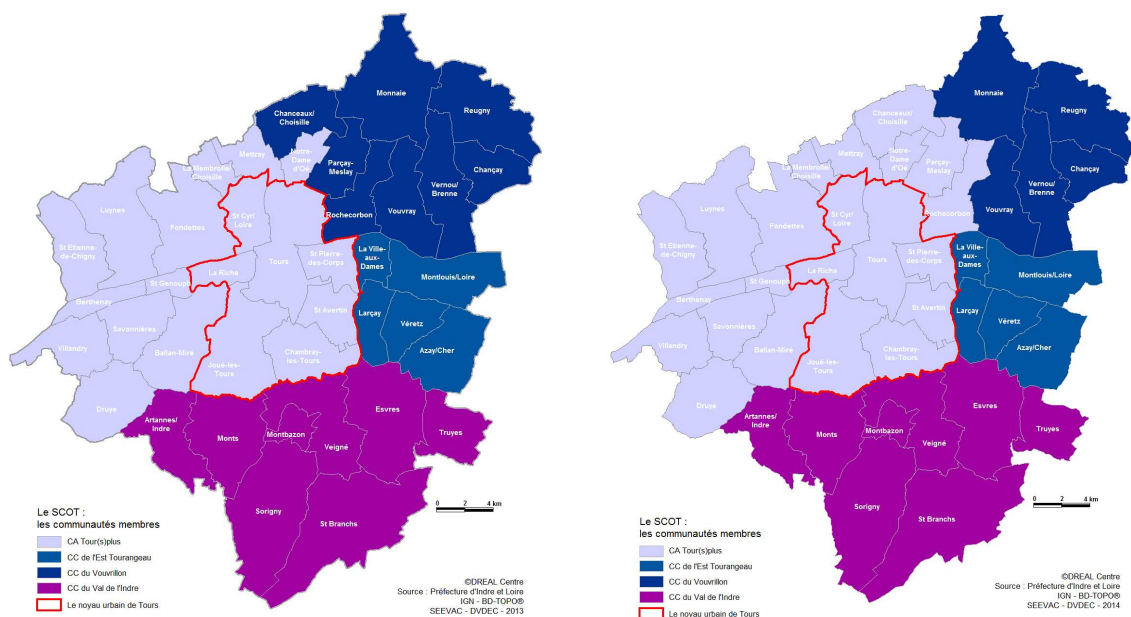 Monnaie
Reugny
Chanceaux/
Choisille
Mettray
Notre-
Dame
d'Oé
La Membrolle/
Choisille
Parçay-
Meslay
Chançay
Vernou/
Brenne
Luynes
Fondettes
St Cyr/
Loire
Rochecorbon
Vouvray
St Etienne-
de-Chigny
La Ville-
aux-
Dames
Tours
St Pierre-
des-Corps
Montlouis/Loire
La Riche
St Genouph
Berthenay
Savonnières
St Avertin
Larçay
Véretz
Azay/Cher
Villandry
Ballan-Miré
Joué-les-
Tours
Chambray-
les-Tours
Druye
Artannes/
Indre
Monts
Montbazon
Esvres
Veigné
Truyes
Sorigny
St Branchs
0 2 4 km
Le SCOT :
les communautés membres
CA Tour(s)plus
CC de l'Est Tourangeau
CC du Vouvrillon
CC du Val de l'Indre
Le noyau urbain de Tours
©DREAL Centre
Source : Préfecture d'Indre et Loire
IGN - BD-TOPO®
SEEVAC - DVDEC - 2013
Monnaie
Reugny
Chanceaux/
Choisille
Mettray
Notre-
Dame
d'Oé
La Membrolle/
Choisille
Parçay-
Meslay
Chançay
Vernou/
Brenne
Luynes
Fondettes
St Cyr/
Loire
Rochecorbon
Vouvray
St Etienne-
de-Chigny
La Ville-
aux-
Dames
Tours
St Pierre-
des-Corps
Montlouis/Loire
La Riche
St Genouph
Berthenay
Savonnières
St Avertin
Larçay
Véretz
Azay/Cher
Villandry
Ballan-Miré
Joué-les-
Tours
Chambray-
les-Tours
Druye
Artannes/
Indre
Monts
Montbazon
Esvres
Veigné
Truyes
Sorigny
St Branchs
0 2 4 km
Le SCOT :
les communautés membres
CA Tour(s)plus
CC de l'Est Tourangeau
CC du Vouvrillon
CC du Val de l'Indre
Le noyau urbain de Tours
©DREAL Centre
Source : Préfecture d'Indre et Loire
IGN - BD-TOPO®
SEEVAC - DVDEC - 2014